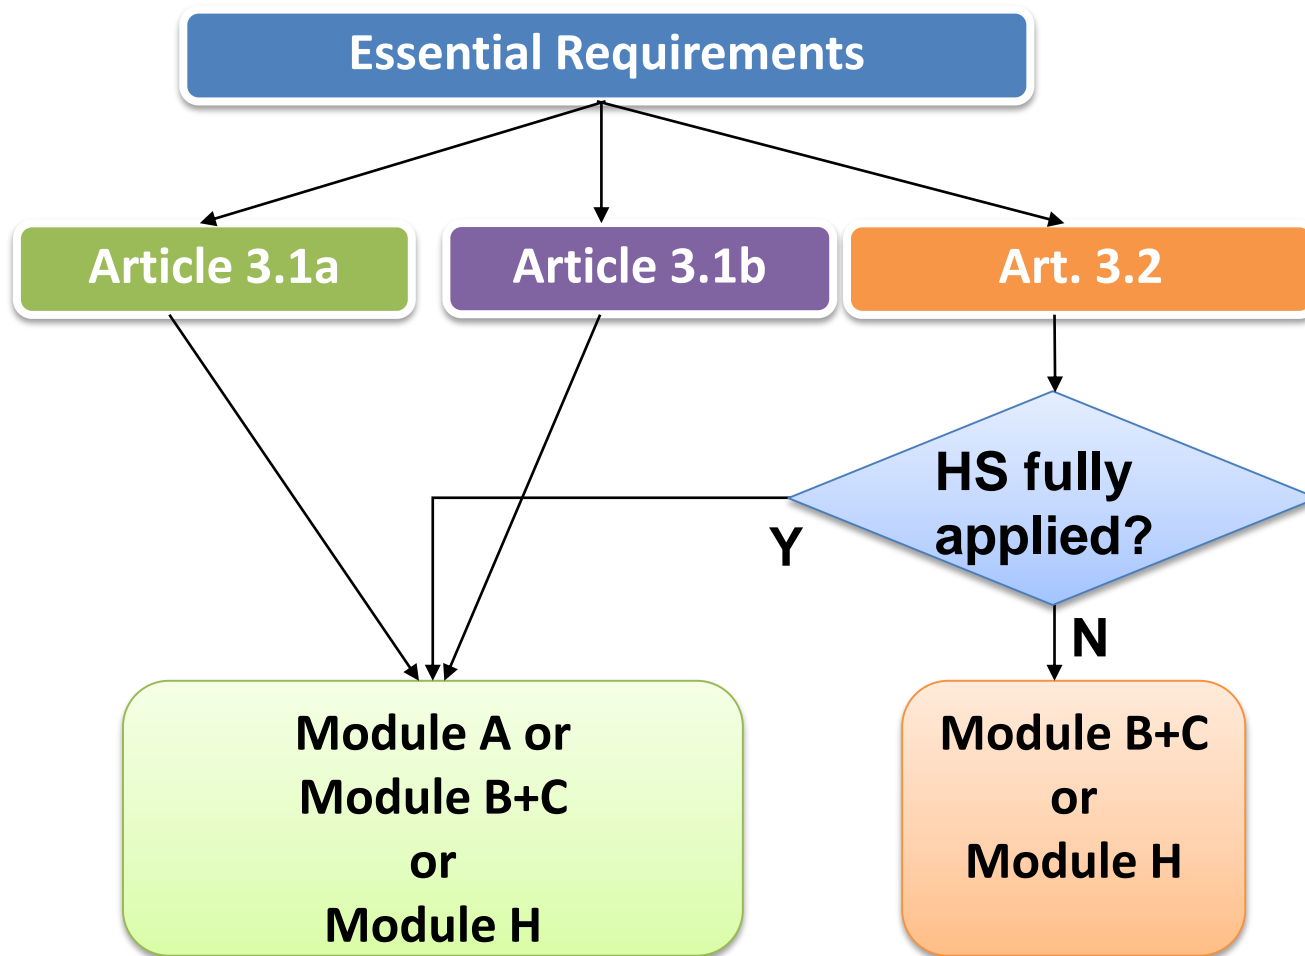 Essential Requirements
Article 3.1a
Article 3.1b
Art. 3.2
HS fully
applied?
Y
N
Module A or
Module B+C
or
Module H
Module B+C
or
Module H